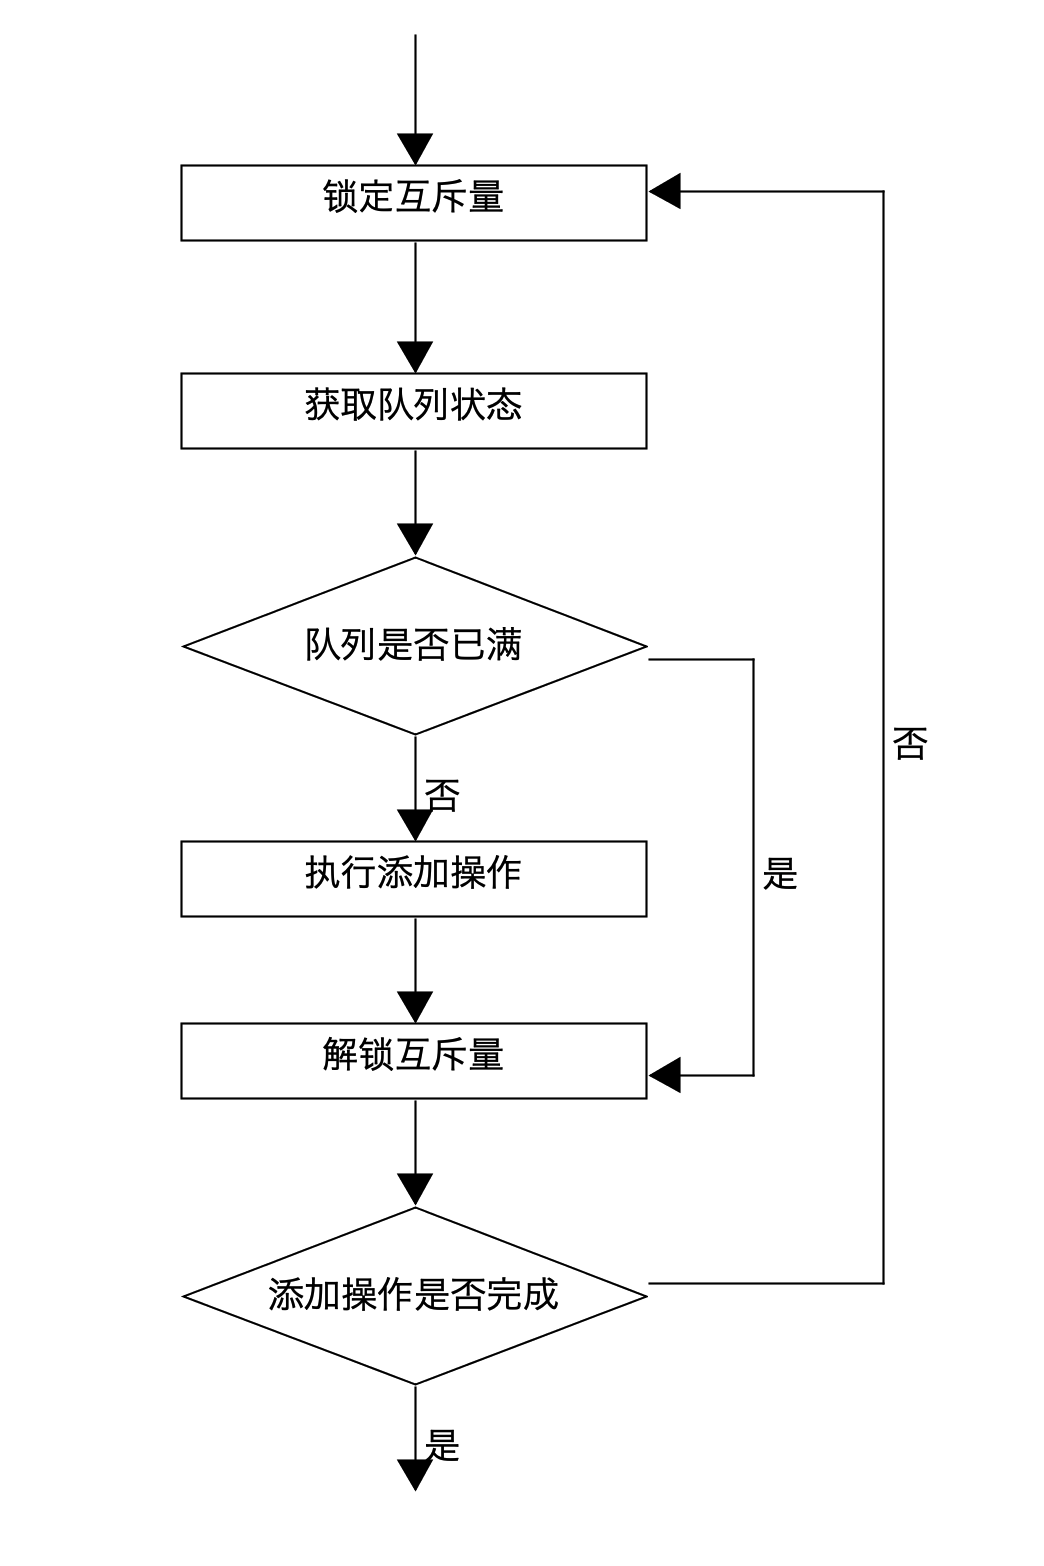 锁定互斥量
获取队列状态
队列是否已满
否
否
执行添加操作
是
解锁互斥量
添加操作是否完成
是